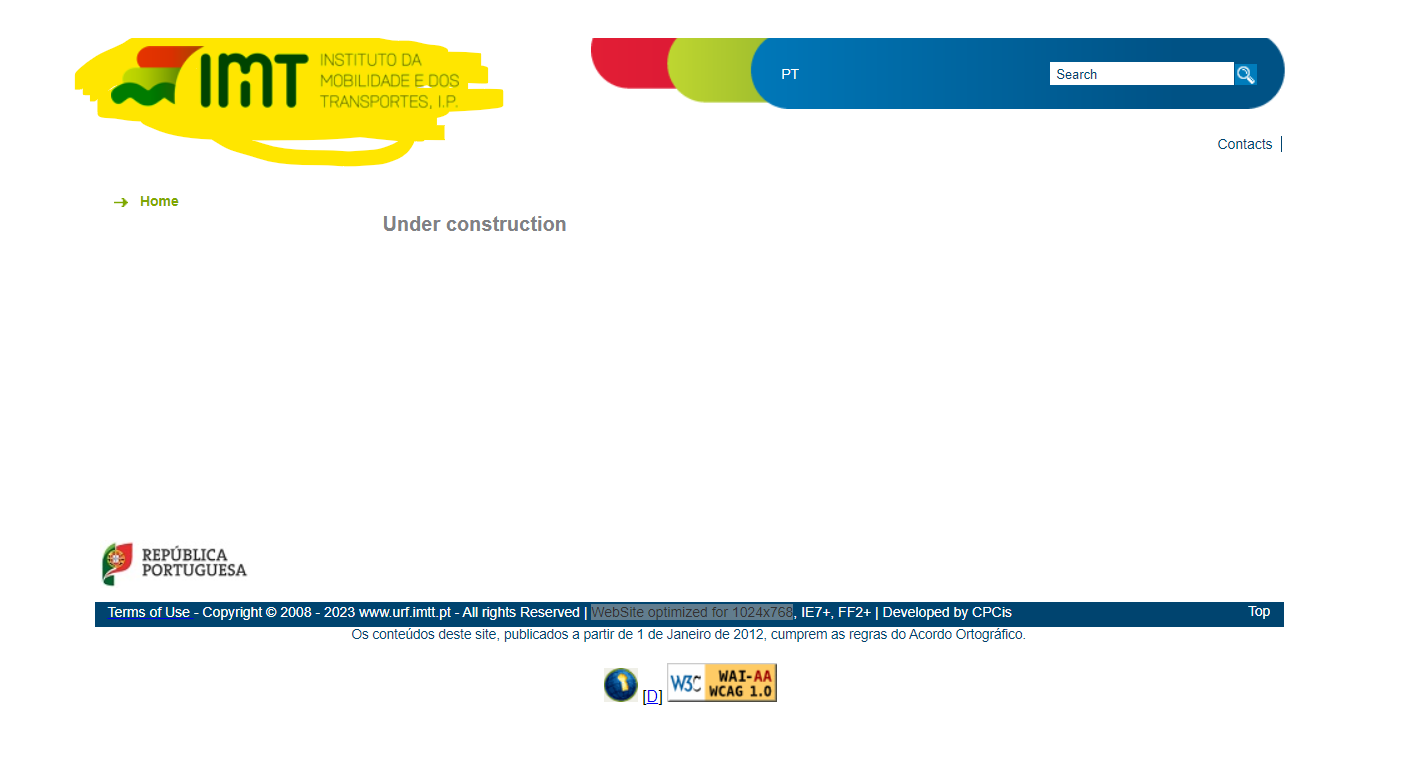 IMT INSTITUTO DA
MOBILIDADE E DOS
TRANSPORTES, I.P.
PT
Search
Contacts
Home
Under construction
REPÚBLICA
PORTUGUESA
Terms of Use - Copyright © 2008 - 2023 www.urf.imtt.pt - All rights Reserved | WebSite optimized for 1024x768, IE7+, FF2+ | Developed by CPCis
Top
Os conteúdos deste site, publicados a partir de 1 de Janeiro de 2012, cumprem as regras do Acordo Ortográfico.
[D]
W3C WAI-AA
WCAG 1.0